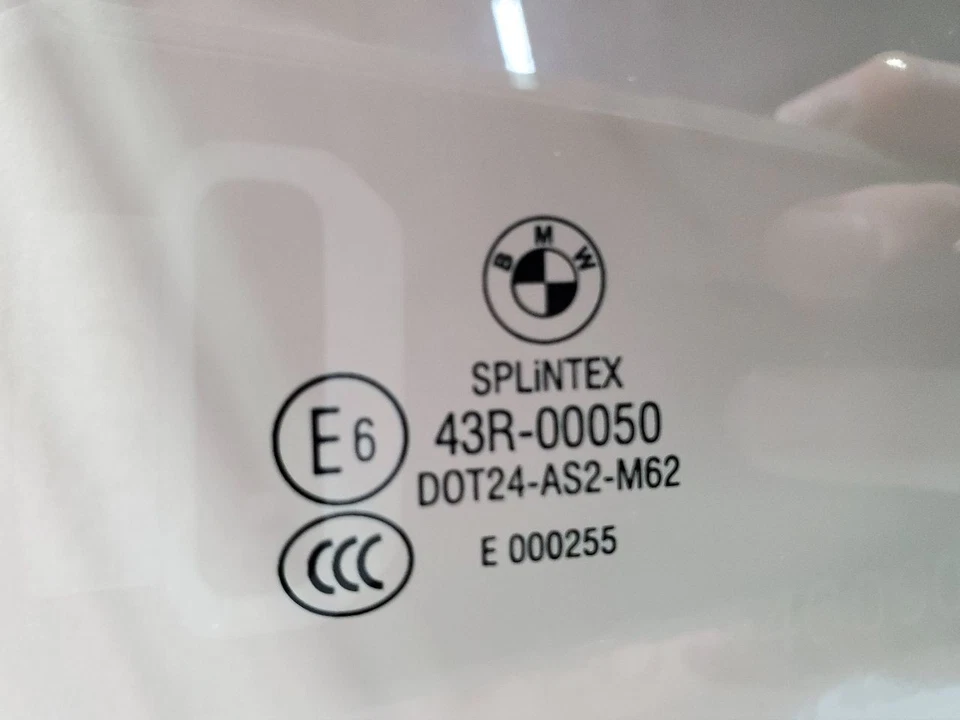 BMW
SPLiNTEX
E6
43R-00050
DOT24-AS2-M62
CCC
E 000255